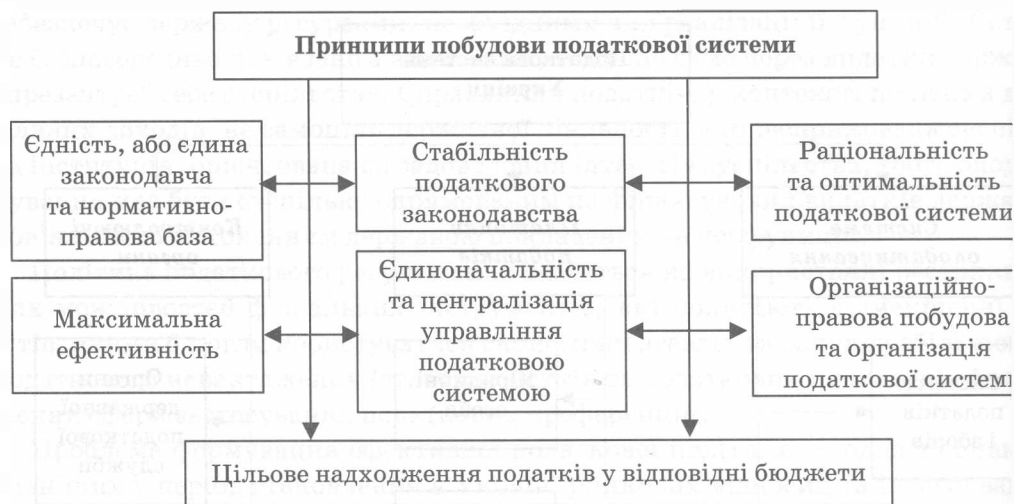 Принципи побудови податкової системи
Єдність, або єдина
законодавча
та нормативно-
правова база
Стабільність
податкового
законодавства
Раціональність
та оптимальність
податкової системи
Максимальна
ефективність
Єдиноначальність
та централізація
управління
податковою
системою
Організаційно-
правова побудова
та організація
податкової систем
Цільове надходження податків у відповідні бюджети